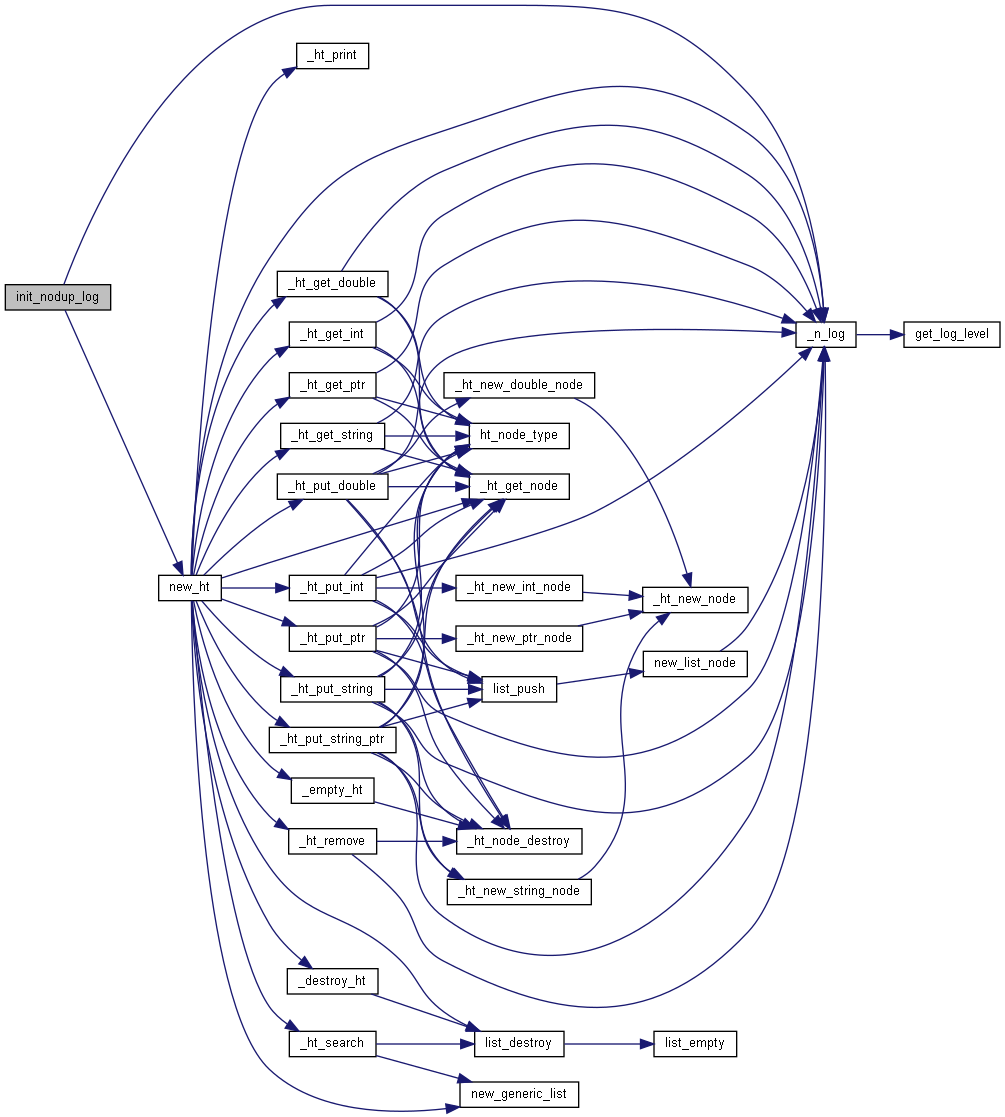 init_nodup_log
new_ht
_ht_print
_ht_get_double
_ht_get_int
_ht_get_ptr
_ht_get_string
_ht_put_double
_ht_put_int
_ht_put_ptr
_ht_put_string
_ht_put_string_ptr
_empty_ht
_ht_remove
_destroy_ht
_ht_search
_ht_new_double_node
ht_node_type
_ht_get_node
_ht_new_int_node
_ht_new_ptr_node
list_push
_ht_node_destroy
_ht_new_string_node
list_destroy
new_generic_list
_ht_new_node
new_list_node
list_empty
_n_log
get_log_level